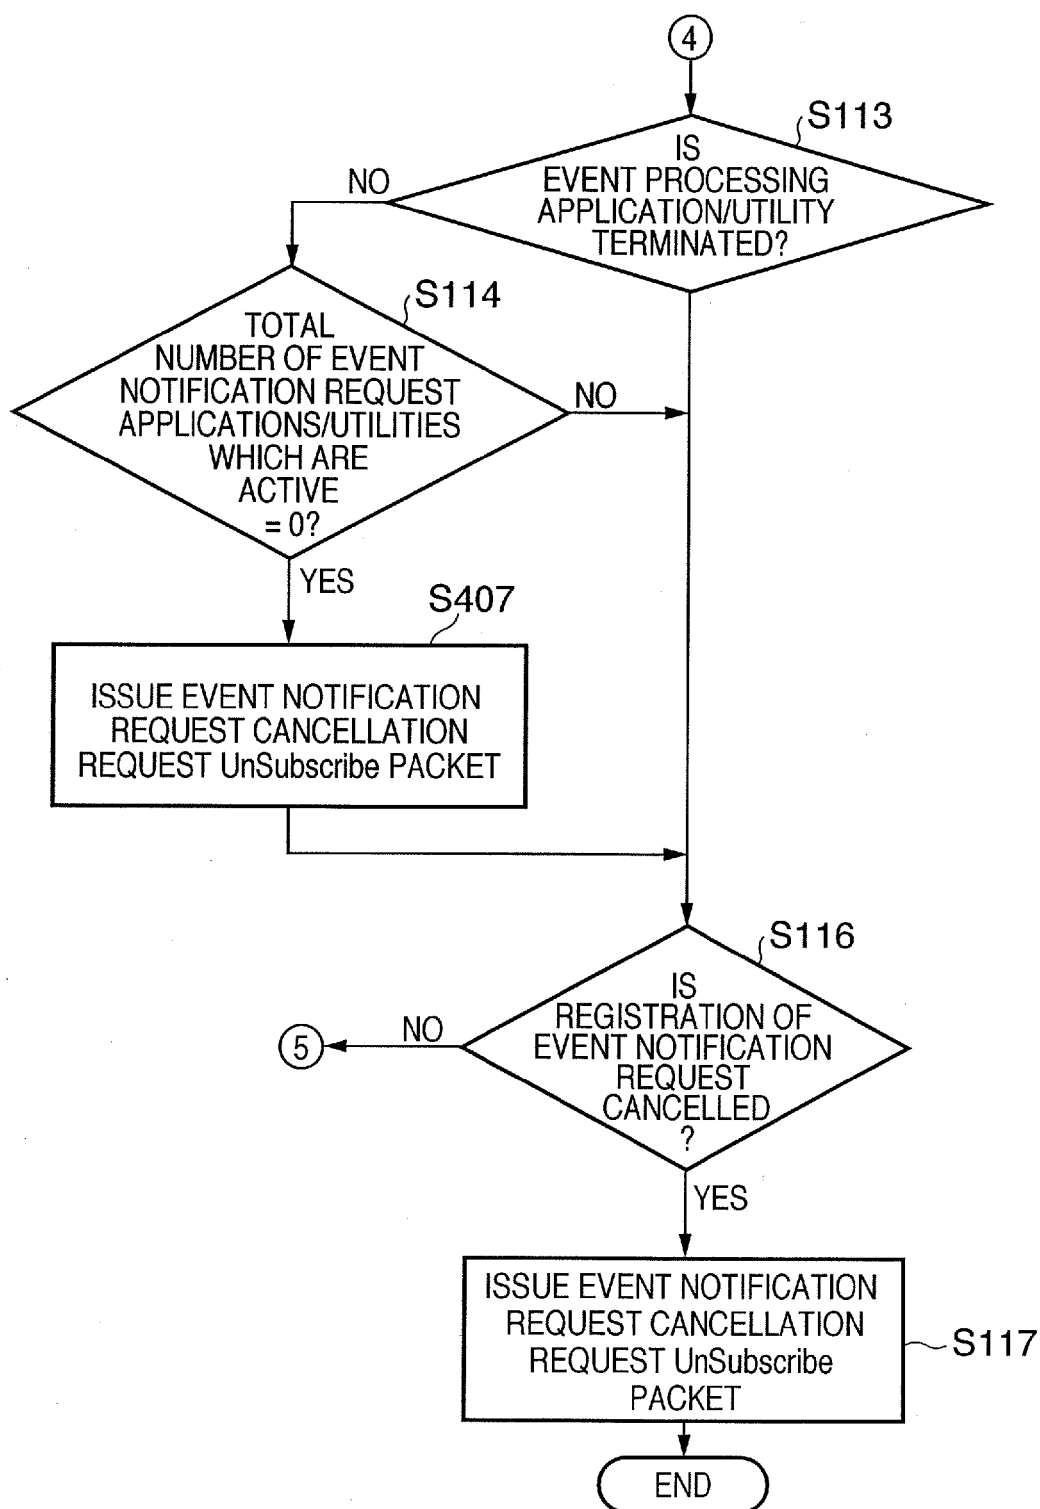 4
S113
IS
EVENT PROCESSING
APPLICATION/UTILITY
TERMINATED?
NO
S114
TOTAL
NUMBER OF EVENT
NOTIFICATION REQUEST
APPLICATIONS/UTILITIES
WHICH ARE
ACTIVE
= 0?
NO
YES
S407
ISSUE EVENT NOTIFICATION
REQUEST CANCELLATION
REQUEST UnSubscribe PACKET
S116
IS
REGISTRATION OF
EVENT NOTIFICATION
REQUEST
CANCELLED
?
NO
5
YES
ISSUE EVENT NOTIFICATION
REQUEST CANCELLATION
REQUEST UnSubscribe
PACKET
S117
END